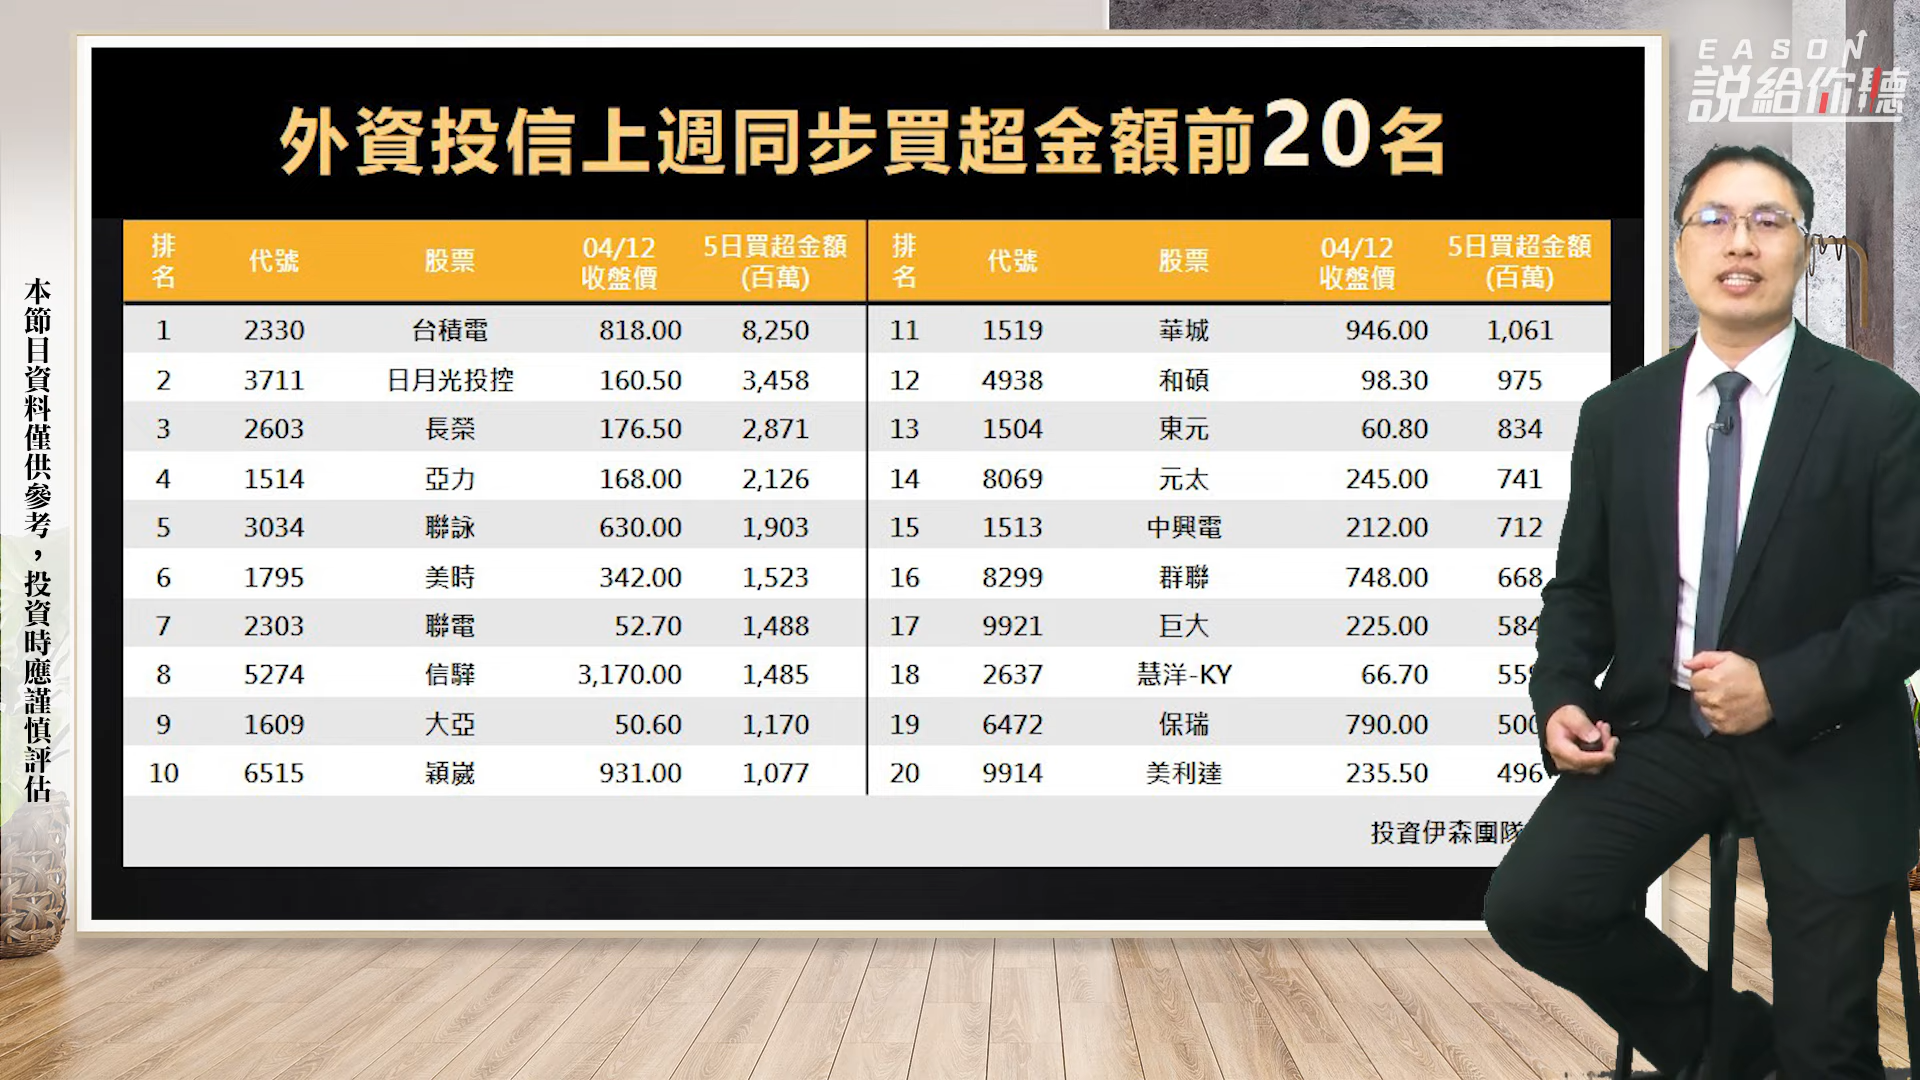 EASON
說給你聽
外資投信上週同步買超金額前20名
排名 代號 股票 04/12收盤價 5日買超金額(百萬) 排名 代號 股票 04/12收盤價 5日買超金額(百萬)
1 2330 台積電 818.00 8,250 11 1519 華城 946.00 1,061
2 3711 日月光投控 160.50 3,458 12 4938 和碩 98.30 975
3 2603 長榮 176.50 2,871 13 1504 東元 60.80 834
4 1514 亞力 168.00 2,126 14 8069 元太 245.00 741
5 3034 聯詠 630.00 1,903 15 1513 中興電 212.00 712
6 1795 美時 342.00 1,523 16 8299 群聯 748.00 668
7 2303 聯電 52.70 1,488 17 9921 巨大 225.00 584
8 5274 信驊 3,170.00 1,485 18 2637 慧洋-KY 66.70
9 1609 大亞 50.60 1,170 19 6472 保瑞 790.00 500
10 6515 穎崴 931.00 1,077 20 9914 美利達 235.50 496
投資伊森團隊
本節目資料僅供參考，投資時應謹慎評估